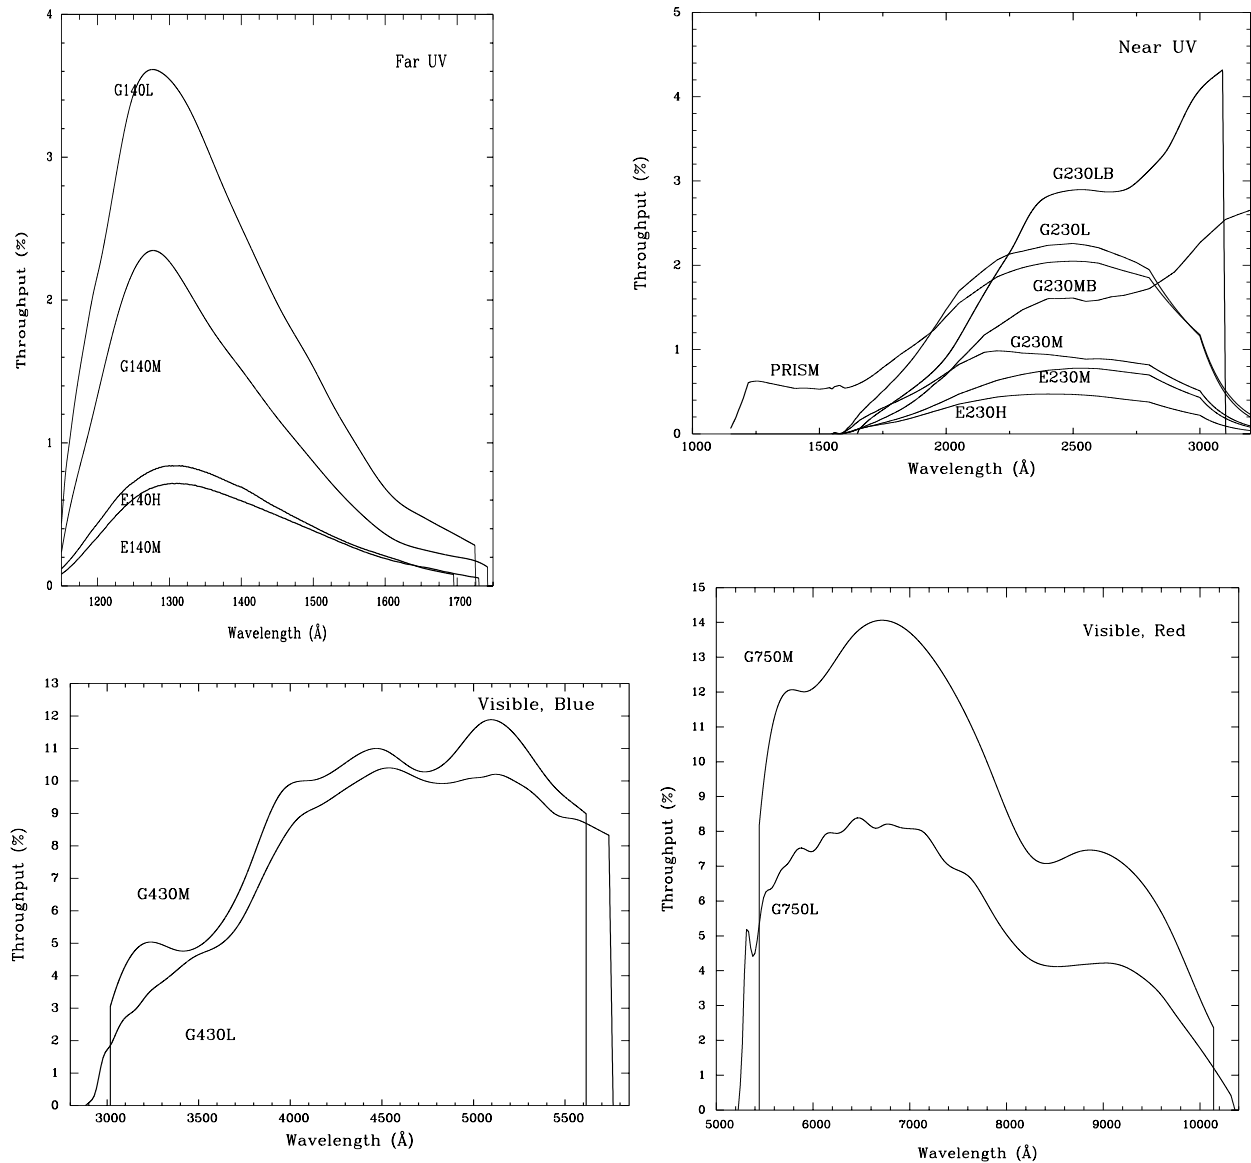 4
3
2
1
0
Throughput (%)
Far UV
G140L
G140M
E140H
E140M
1200 1300 1400 1500 1600 1700
Wavelength (Å)
5
4
3
2
1
0
Throughput (%)
Near UV
G230LB
G230L
G230MB
G230M
PRISM
E230M
E230H
1000 1500 2000 2500 3000
Wavelength (Å)
13
12
11
10
9
8
7
6
5
4
3
2
1
0
Throughput (%)
Visible, Blue
G430M
G430L
3000 3500 4000 4500 5000 5500
Wavelength (Å)
15
14
13
12
11
10
9
8
7
6
5
4
3
2
1
0
Throughput (%)
Visible, Red
G750M
G750L
5000 6000 7000 8000 9000 10000
Wavelength (Å)